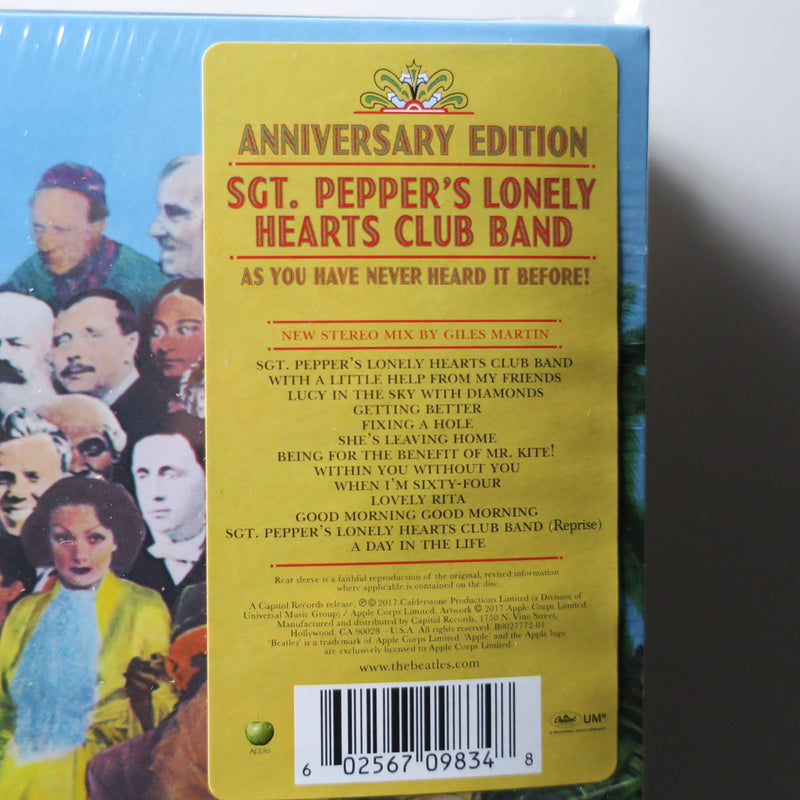 ANNIVERSARY EDITION
SGT. PEPPER'S LONELY
HEARTS CLUB BAND
AS YOU HAVE NEVER HEARD IT BEFORE!
NEW STEREO MIX BY GILES MARTIN
SGT. PEPPER'S LONELY HEARTS CLUB BAND
WITH A LITTLE HELP FROM MY FRIENDS
LUCY IN THE SKY WITH DIAMONDS
GETTING BETTER
FIXING A HOLE
SHE'S LEAVING HOME
BEING FOR THE BENEFIT OF MR. KITE!
WITHIN YOU WITHOUT YOU
WHEN I'M SIXTY-FOUR
LOVELY RITA
GOOD MORNING GOOD MORNING
SGT. PEPPER'S LONELY HEARTS CLUB BAND (Reprise)
A DAY IN THE LIFE
Rear sleeve is a faithful reproduction of the original, revised information
where applicable is contained on the disc.
A Capitol Records release, ℗© 2017 Calderstone Productions Limited (a Division of
Universal Music Group) / Apple Corps Limited. Artwork © 2017 Apple Corps Limited.
Manufactured and distributed by Capitol Records, 1750 N. Vine Street,
Hollywood, CA 90028 - U.S.A. All rights reserved. B0027772-01
'Beatles' is a trademark of Apple Corps Limited. 'Apple' and the Apple logo
are exclusively licensed to Apple Corps Limited.
www.thebeatles.com
Apple
Capitol
UMe
A UNIVERSAL MUSIC COMPANY
6 02567 09834 8